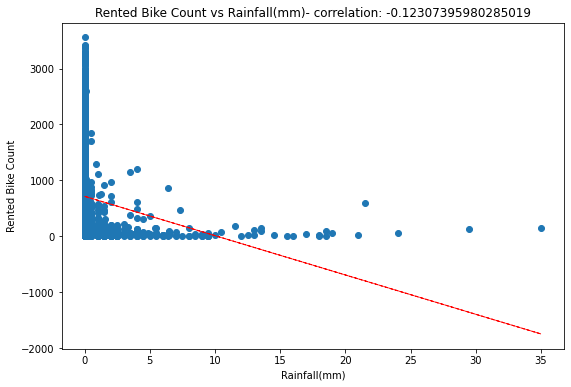 Rented Bike Count vs Rainfall(mm)- correlation: -0.12307395980285019
3000
2000
1000
0
−1000
−2000
Rented Bike Count
0 5 10 15 20 25 30 35
Rainfall(mm)